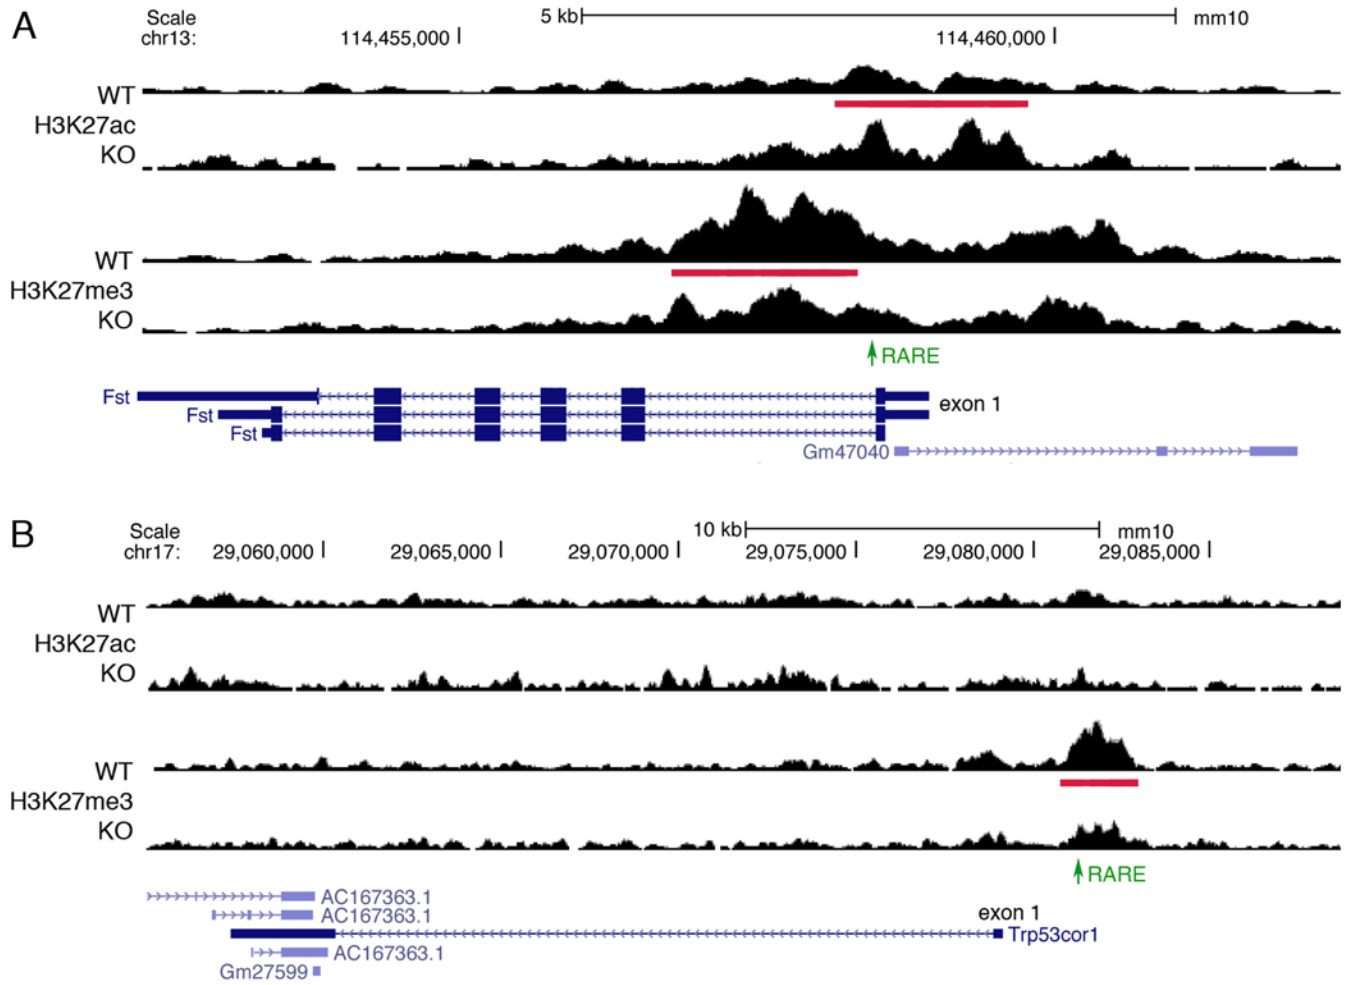 A
Scale 5 kb mm10
chr13: 114,455,000 114,460,000
WT
H3K27ac
KO
WT
H3K27me3
KO
RARE
Fst
Fst exon 1
Fst
Gm47040
B
Scale 10 kb mm10
chr17: 29,060,000 29,065,000 29,070,000 29,075,000 29,080,000 29,085,000
WT
H3K27ac
KO
WT
H3K27me3
KO
RARE
AC167363.1
AC167363.1 exon 1
Trp53cor1
AC167363.1
Gm27599